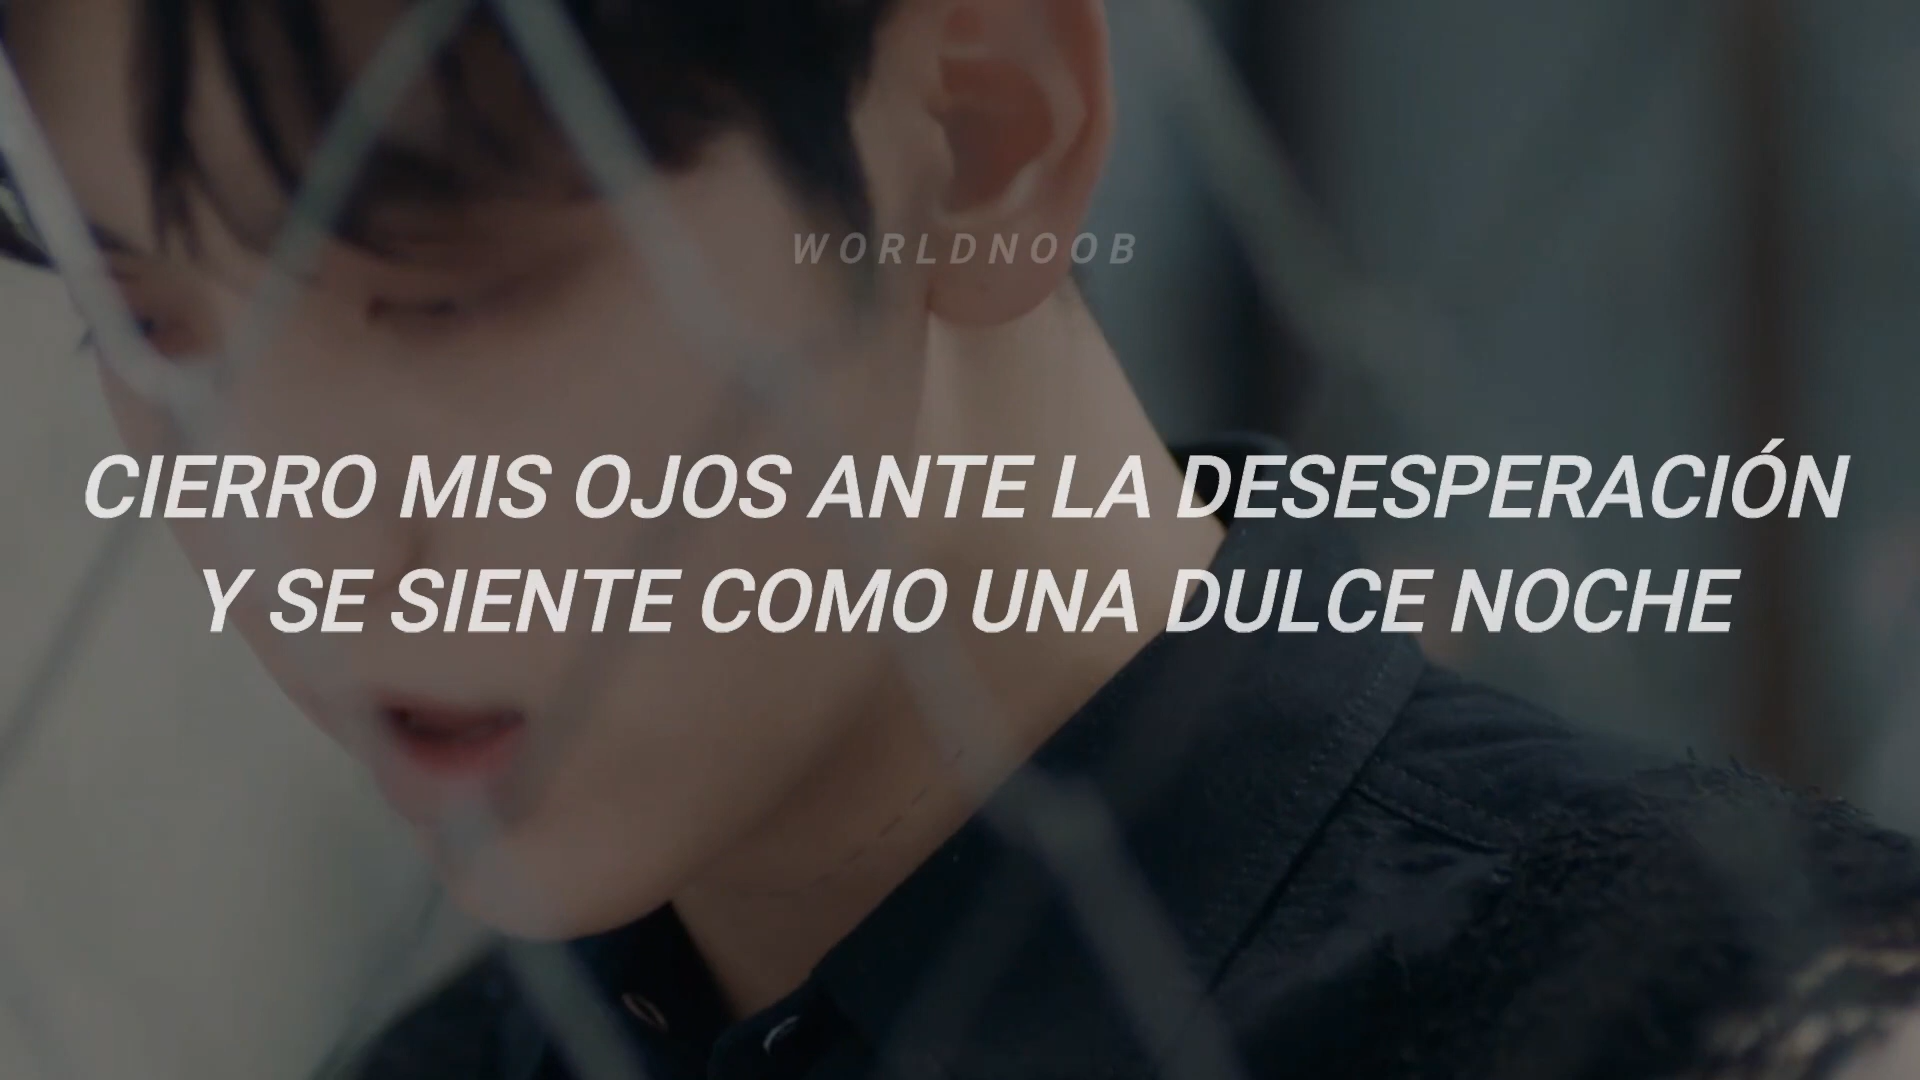 WORLDNOOB
CIERRO MIS OJOS ANTE LA DESESPERACIÓN
Y SE SIENTE COMO UNA DULCE NOCHE